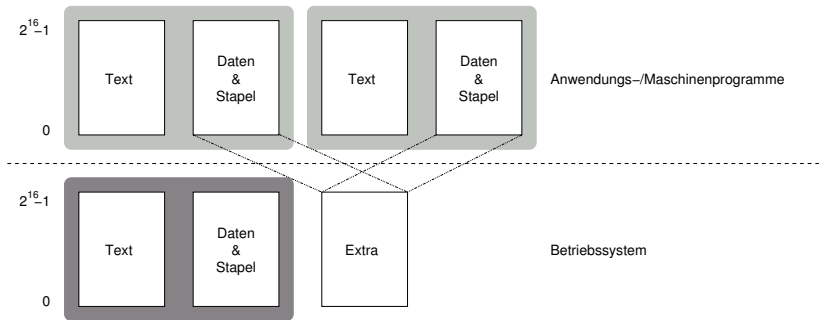 2^16−1
0
Text
Daten
&
Stapel
Text
Daten
&
Stapel
Anwendungs−/Maschinenprogramme
2^16−1
0
Text
Daten
&
Stapel
Extra
Betriebssystem